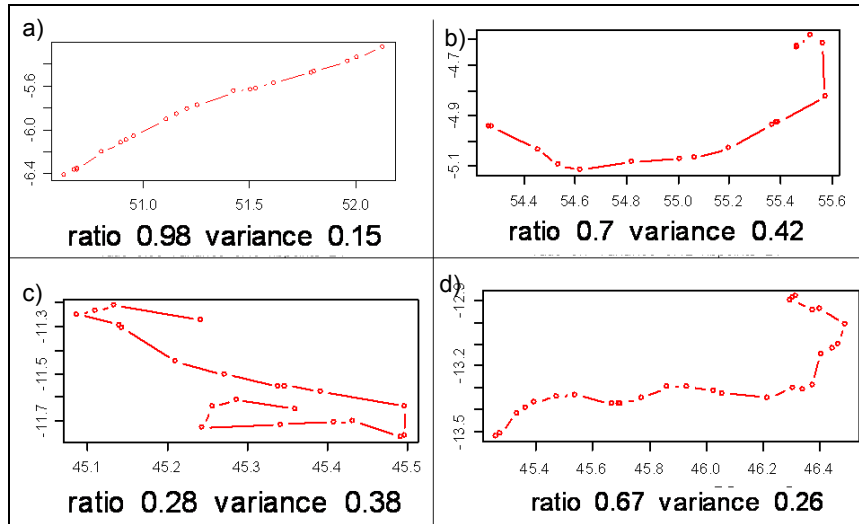 a)
-5.6
-6.0
-6.4
51.0 51.5 52.0
ratio 0.98 variance 0.15
b)
-4.7
-4.9
-5.1
54.4 54.6 54.8 55.0 55.2 55.4 55.6
ratio 0.7 variance 0.42
c)
-11.3
-11.5
-11.7
45.1 45.2 45.3 45.4 45.5
ratio 0.28 variance 0.38
d)
-12.9
-13.2
-13.5
45.4 45.6 45.8 46.0 46.2 46.4
ratio 0.67 variance 0.26